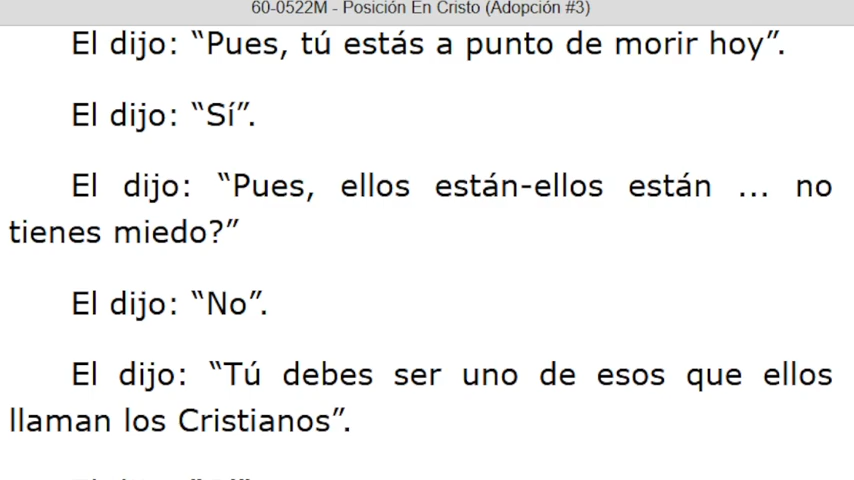 60-0522M - Posición En Cristo (Adopción #3)
El dijo: “Pues, tú estás a punto de morir hoy”.
El dijo: “Sí”.
El dijo: “Pues, ellos están-ellos están ... no
tienes miedo?”
El dijo: “No”.
El dijo: “Tú debes ser uno de esos que ellos
llaman los Cristianos”.